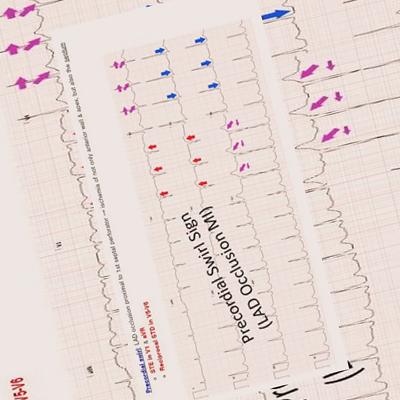 Precordial Swirl Sign
(LAD Occlusion MI)
Precordial swirl: LAD occlusion proximal to 1st septal perforator — ischemia of not only anterior wall & apex, but also the septum
STE in V1 & aVR
Reciprocal STD in V5-V6
V5-V6